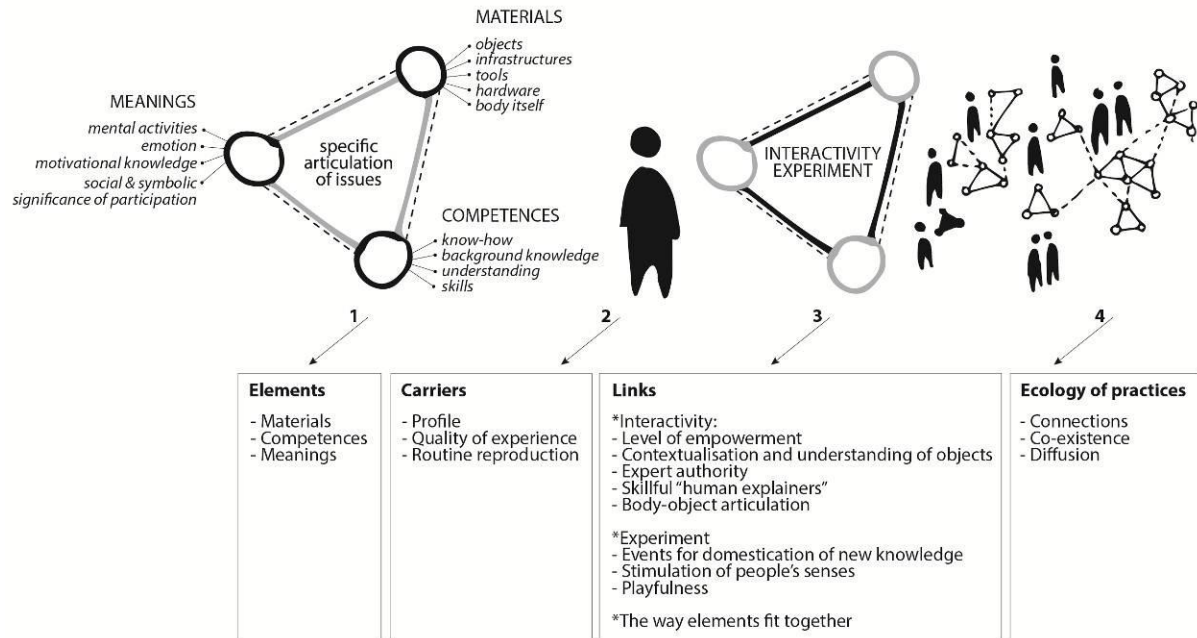 MATERIALS
objects
infrastructures
tools
hardware
body itself
MEANINGS
mental activities
emotion
motivational knowledge
social & symbolic
significance of participation
specific
articulation
of issues
COMPETENCES
know-how
background knowledge
understanding
skills
INTERACTIVITY
EXPERIMENT
1
2
3
4
Elements
- Materials
- Competences
- Meanings
Carriers
- Profile
- Quality of experience
- Routine reproduction
Links
*Interactivity:
- Level of empowerment
- Contextualisation and understanding of objects
- Expert authority
- Skillful “human explainers”
- Body-object articulation
*Experiment
- Events for domestication of new knowledge
- Stimulation of people’s senses
- Playfulness
*The way elements fit together
Ecology of practices
- Connections
- Co-existence
- Diffusion